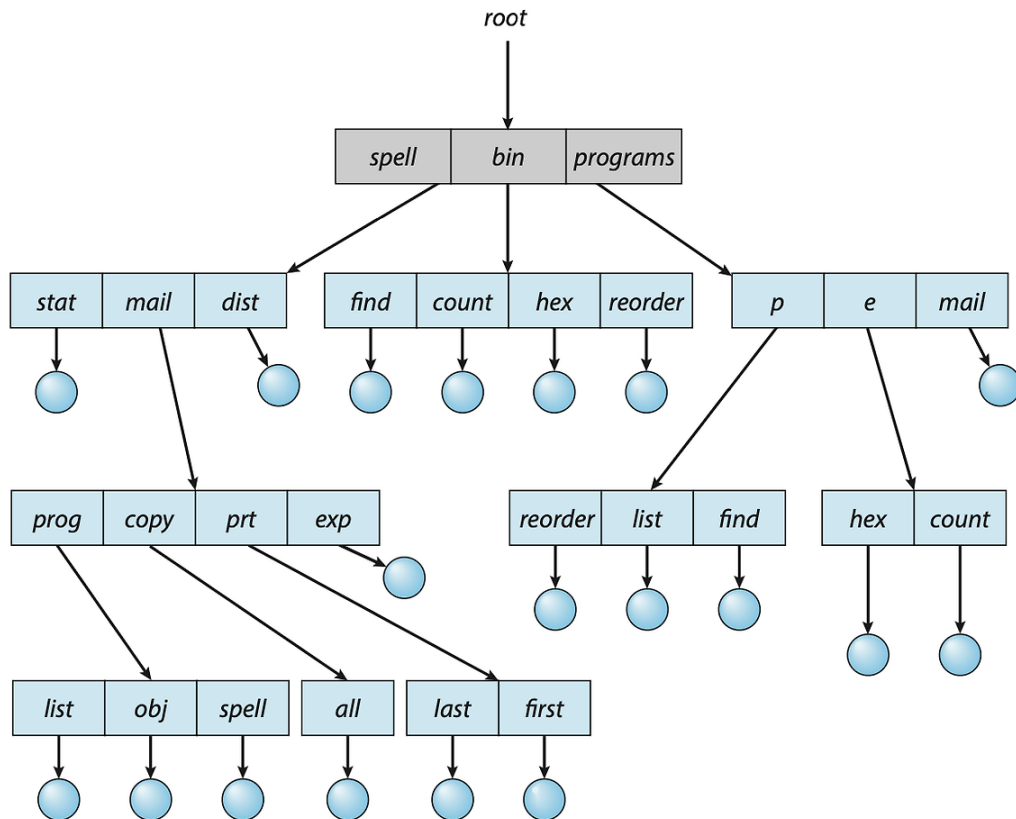 root
spell bin programs
stat mail dist find count hex reorder p e mail
prog copy prt exp reorder list find hex count
list obj spell all last first